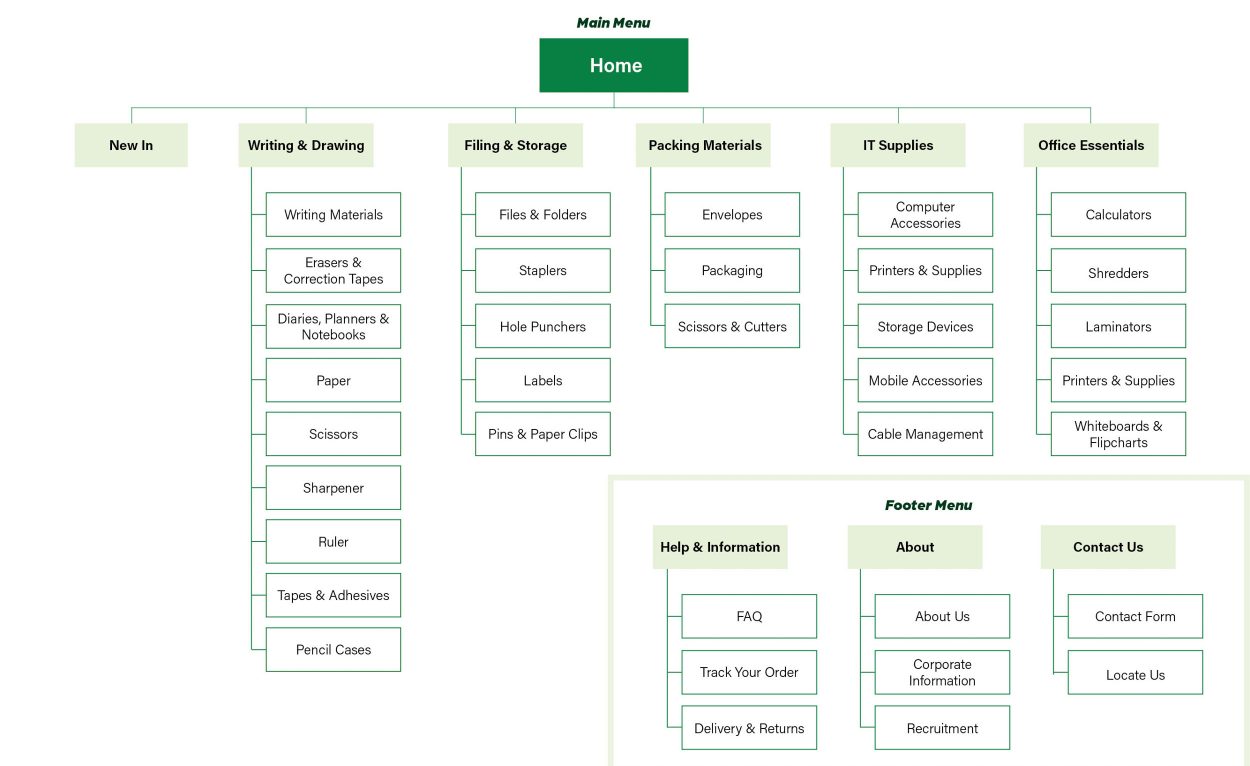 Main Menu
Home
New In
Writing & Drawing
Filing & Storage
Packing Materials
IT Supplies
Office Essentials
Writing Materials
Erasers &
Correction Tapes
Diaries, Planners &
Notebooks
Paper
Scissors
Sharpener
Ruler
Tapes & Adhesives
Pencil Cases
Files & Folders
Staplers
Hole Punchers
Labels
Pins & Paper Clips
Envelopes
Packaging
Scissors & Cutters
Computer
Accessories
Printers & Supplies
Storage Devices
Mobile Accessories
Cable Management
Calculators
Shredders
Laminators
Printers & Supplies
Whiteboards &
Flipcharts
Footer Menu
Help & Information
About
Contact Us
FAQ
Track Your Order
Delivery & Returns
About Us
Corporate
Information
Recruitment
Contact Form
Locate Us